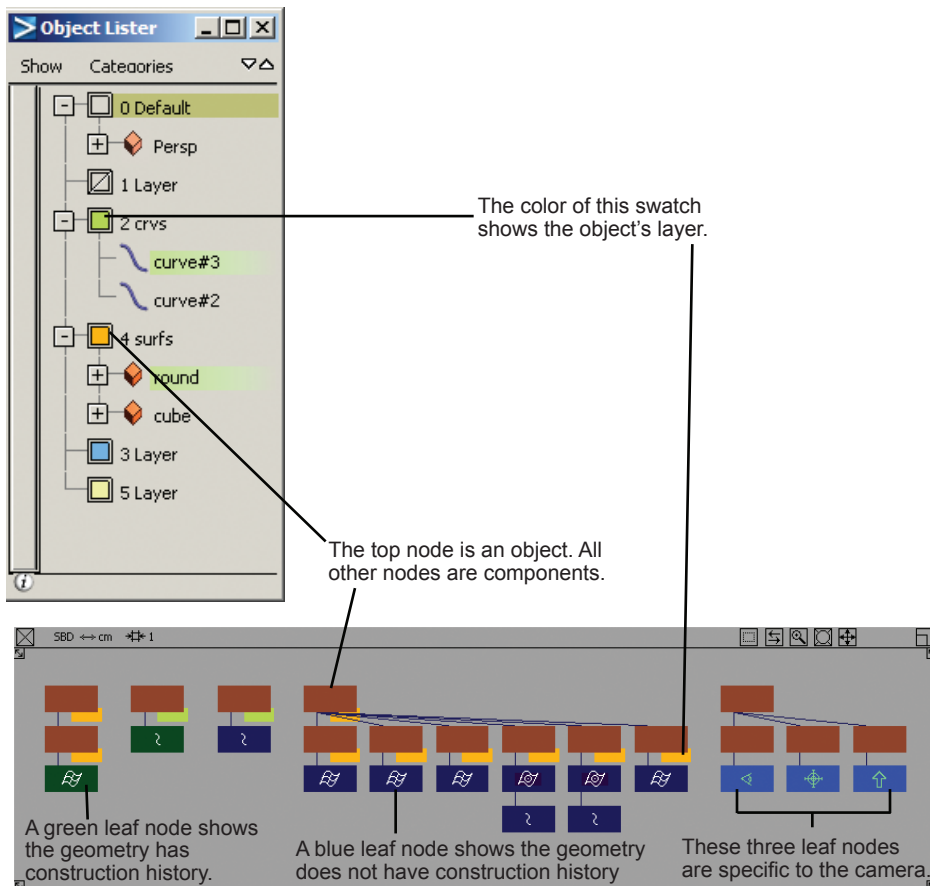 Object Lister
Show Categories
0 Default
Persp
1 Layer
2 crvs
curve#3
curve#2
4 surfs
round
cube
3 Layer
5 Layer
The color of this swatch
shows the object’s layer.
The top node is an object. All
other nodes are components.
SBD ↔ cm 1
A green leaf node shows
the geometry has
construction history.
A blue leaf node shows the geometry
does not have construction history
These three leaf nodes
are specific to the camera.